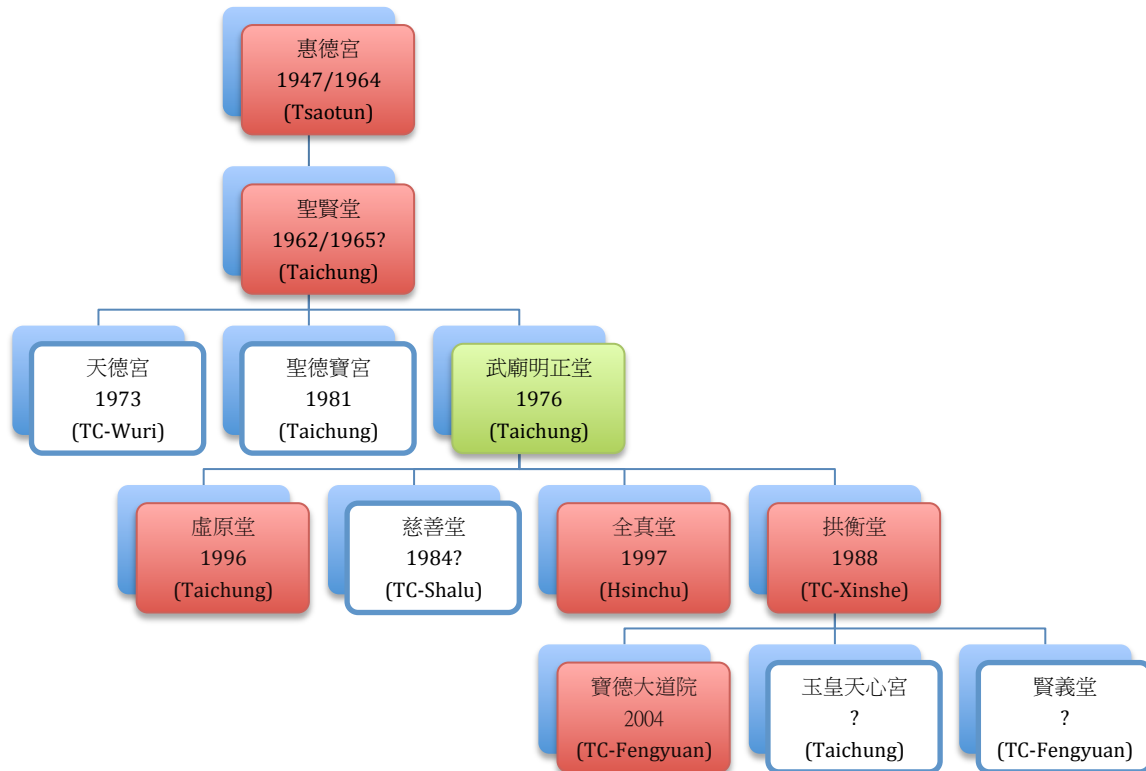 惠德宮
1947/1964
(Tsaotun)
聖賢堂
1962/1965?
(Taichung)
天德宮
1973
(TC-Wuri)
聖德寶宮
1981
(Taichung)
武廟明正堂
1976
(Taichung)
虛原堂
1996
(Taichung)
慈善堂
1984?
(TC-Shalu)
全真堂
1997
(Hsinchu)
拱衡堂
1988
(TC-Xinshe)
寶德大道院
2004
(TC-Fengyuan)
玉皇天心宮
?
(Taichung)
賢義堂
?
(TC-Fengyuan)